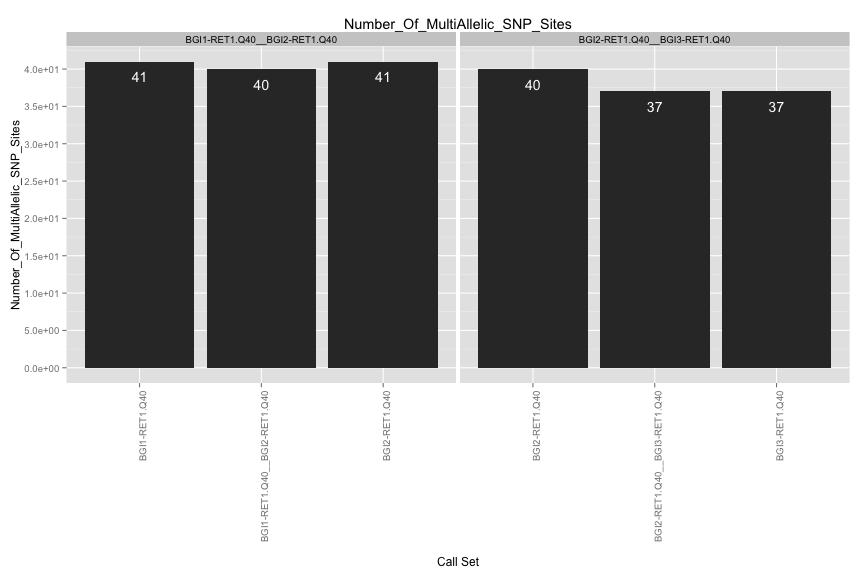 Number_Of_MultiAllelic_SNP_Sites
BGI1-RET1.Q40__BGI2-RET1.Q40
BGI2-RET1.Q40__BGI3-RET1.Q40
Number_Of_MultiAllelic_SNP_Sites
4.0e+01
3.5e+01
3.0e+01
2.5e+01
2.0e+01
1.5e+01
1.0e+01
5.0e+00
0.0e+00
41
40
41
40
37
37
BGI1-RET1.Q40
BGI1-RET1.Q40__BGI2-RET1.Q40
BGI2-RET1.Q40
BGI2-RET1.Q40
BGI2-RET1.Q40__BGI3-RET1.Q40
BGI3-RET1.Q40
Call Set